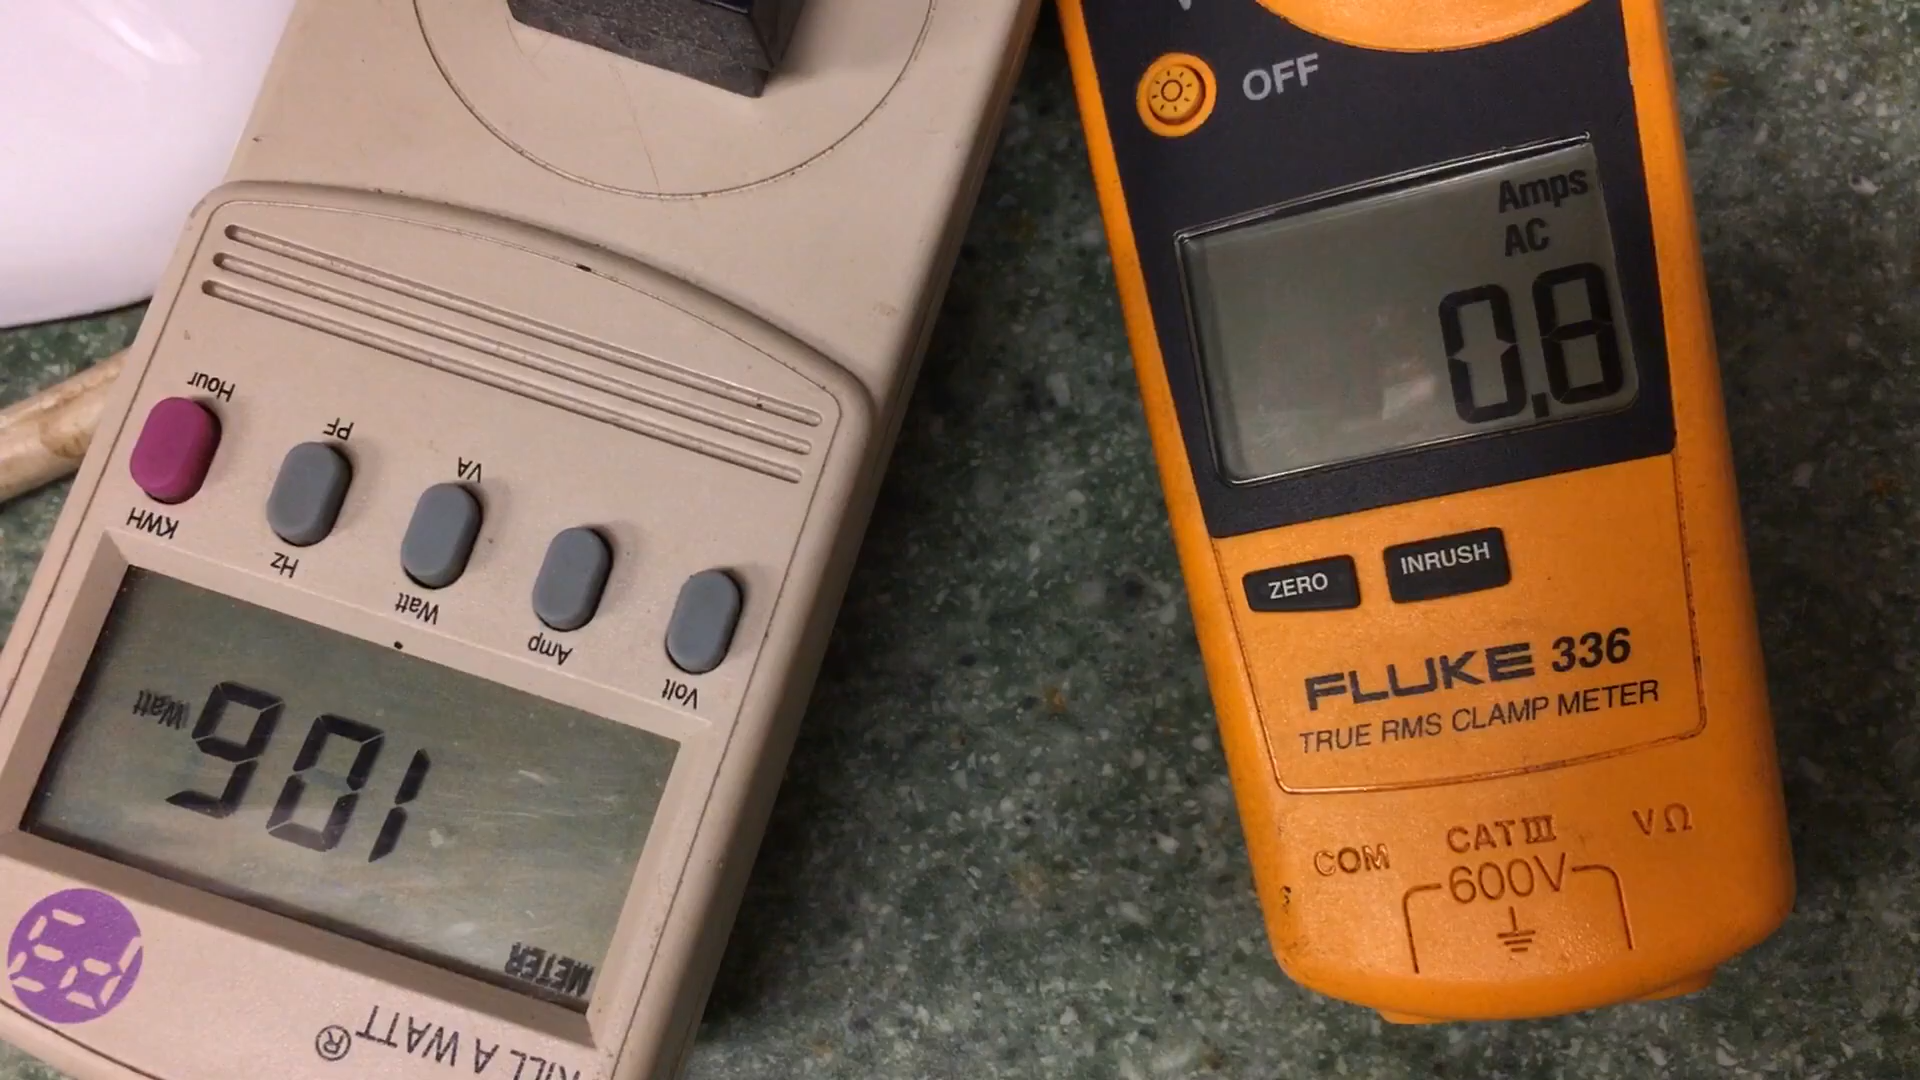 KILL A WATT®
METER
106 Watt
Volt Amp Watt Hz KWH
VA PF Hour
OFF
Amps
AC
0.8
ZERO INRUSH
FLUKE 336
TRUE RMS CLAMP METER
COM CAT III VΩ
600V